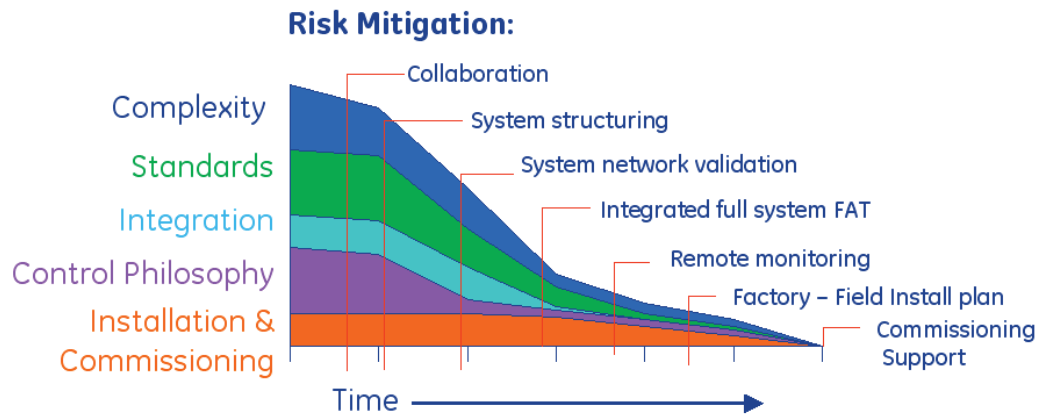 Risk Mitigation:
Collaboration
Complexity
System structuring
Standards
System network validation
Integration
Integrated full system FAT
Control Philosophy
Remote monitoring
Factory – Field Install plan
Installation &
Commissioning
Commissioning
Support
Time